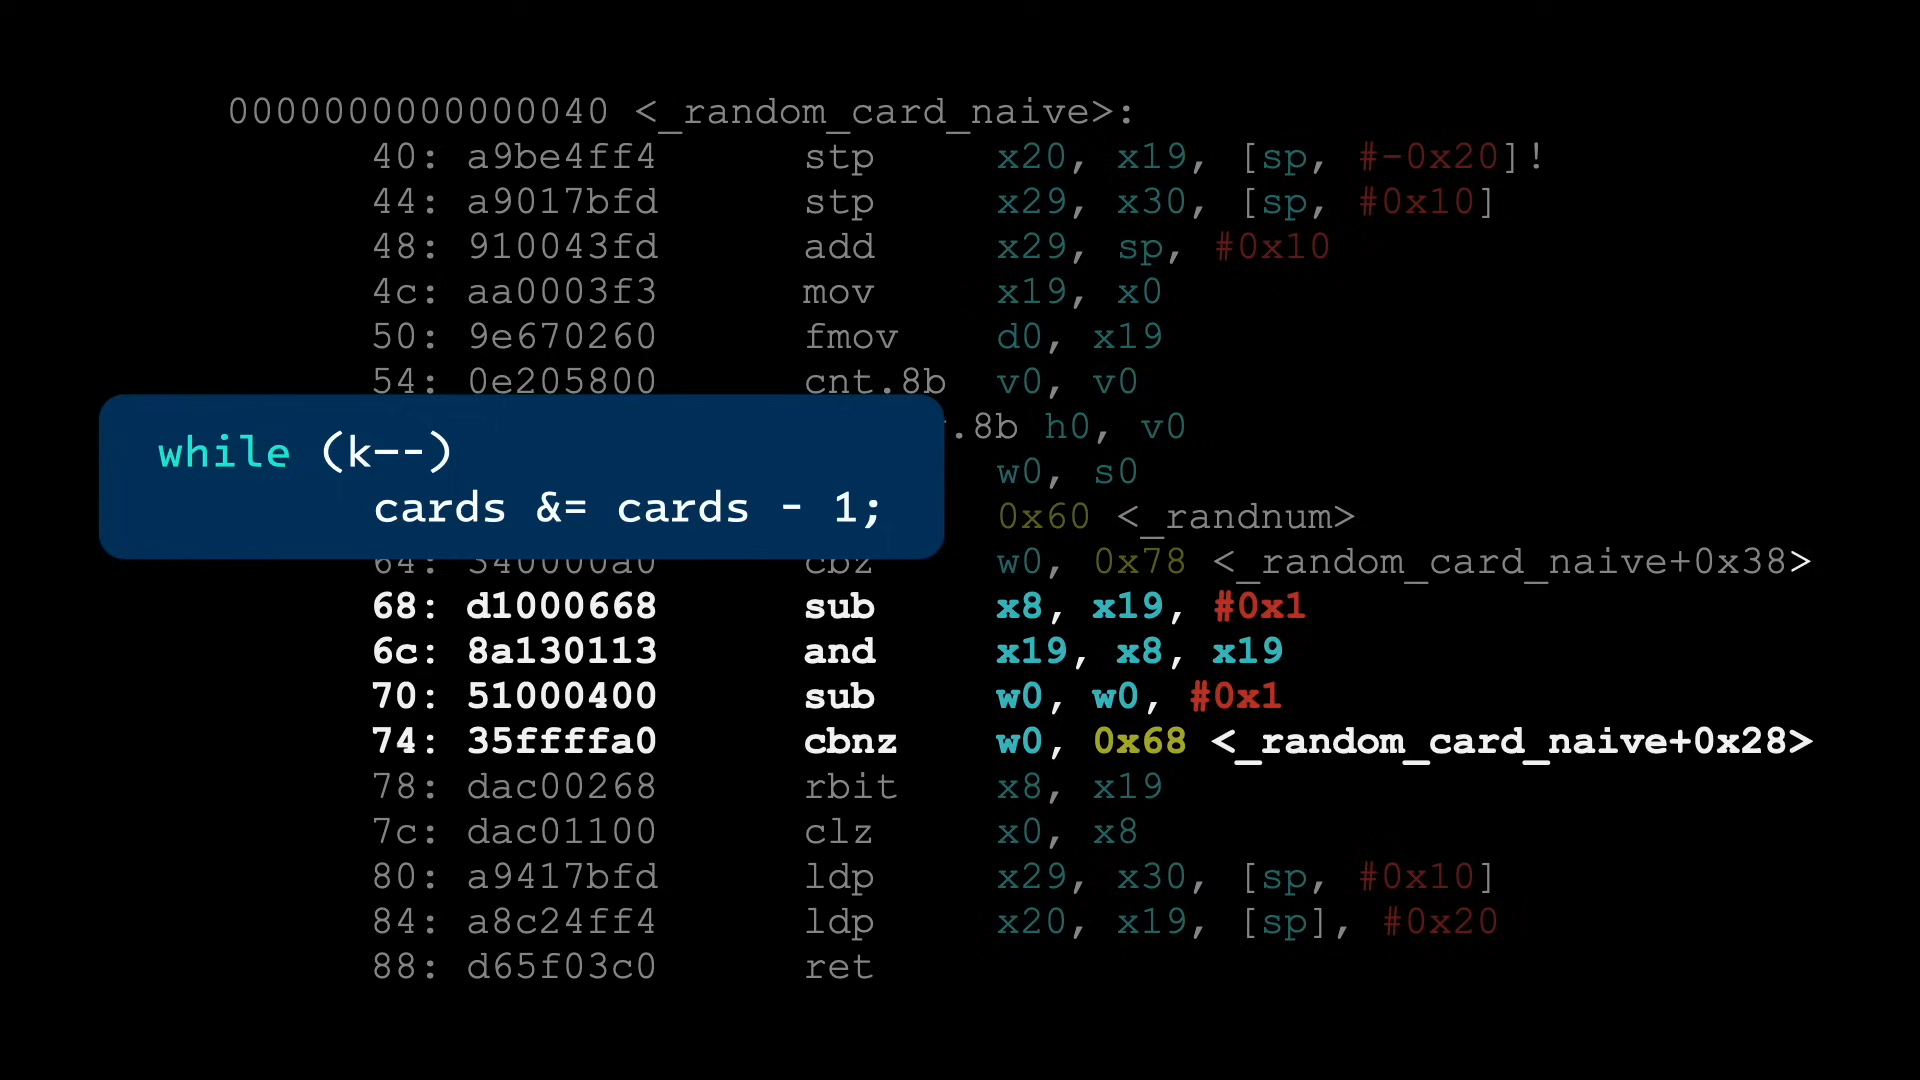 0000000000000040 <_random_card_naive>:
40: a9be4ff4 stp x20, x19, [sp, #-0x20]!
44: a9017bfd stp x29, x30, [sp, #0x10]
48: 910043fd add x29, sp, #0x10
4c: aa0003f3 mov x19, x0
50: 9e670260 fmov d0, x19
54: 0e205800 cnt.8b v0, v0
.8b h0, v0
while (k--)
w0, s0
cards &= cards - 1;
0x60 <_randnum>
64: 340000a0 cbz w0, 0x78 <_random_card_naive+0x38>
68: d1000668 sub x8, x19, #0x1
6c: 8a130113 and x19, x8, x19
70: 51000400 sub w0, w0, #0x1
74: 35ffffa0 cbnz w0, 0x68 <_random_card_naive+0x28>
78: dac00268 rbit x8, x19
7c: dac01100 clz x0, x8
80: a9417bfd ldp x29, x30, [sp, #0x10]
84: a8c24ff4 ldp x20, x19, [sp], #0x20
88: d65f03c0 ret